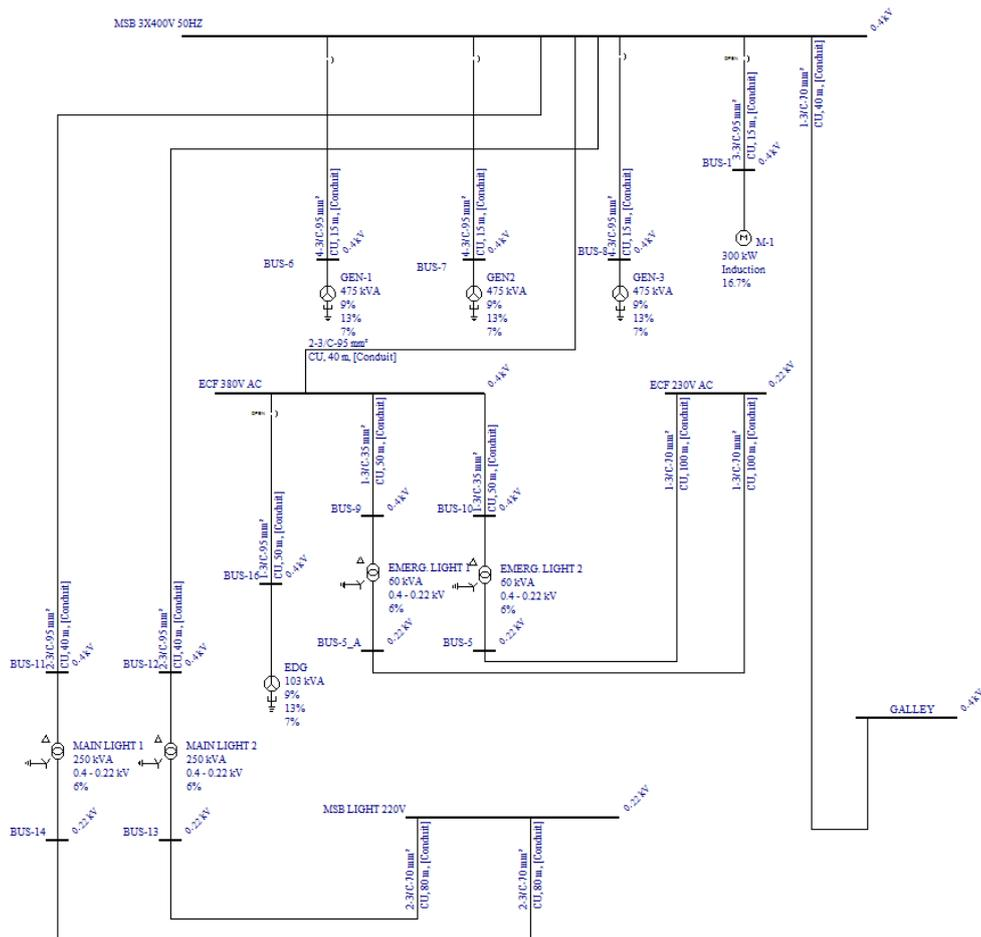 MSB 3X400V 50HZ
0.4kV
OPEN
3-3/C-95 mm²
CU, 15 m, [Conduit]
1-3/C-70 mm²
CU, 40 m, [Conduit]
BUS-1
0.4kV
M-1
300 kW
Induction
16.7%
4-3/C-95 mm²
CU, 15 m, [Conduit]
BUS-6
0.4kV
GEN-1
475 kVA
9%
13%
7%
4-3/C-95 mm²
CU, 15 m, [Conduit]
BUS-7
0.4kV
GEN2
475 kVA
9%
13%
7%
4-3/C-95 mm²
CU, 15 m, [Conduit]
BUS-8
0.4kV
GEN-3
475 kVA
9%
13%
7%
2-3/C-95 mm²
CU, 40 m, [Conduit]
ECF 380V AC
0.4kV
ECF 230V AC
0.22 kV
OPEN
1-3/C-35 mm²
CU, 50 m, [Conduit]
1-3/C-35 mm²
CU, 50 m, [Conduit]
1-3/C-70 mm²
CU, 100 m, [Conduit]
1-3/C-70 mm²
CU, 100 m, [Conduit]
BUS-9
0.4kV
BUS-10
0.4kV
1-3/C-95 mm²
CU, 50 m, [Conduit]
BUS-16
0.4kV
EMERG. LIGHT 1
60 kVA
0.4 - 0.22 kV
6%
EMERG. LIGHT 2
60 kVA
0.4 - 0.22 kV
6%
BUS-5_A
0.22 kV
BUS-5
0.22 kV
EDG
103 kVA
9%
13%
7%
2-3/C-95 mm²
CU, 40 m, [Conduit]
BUS-11
0.4kV
2-3/C-95 mm²
CU, 40 m, [Conduit]
BUS-12
0.4kV
GALLEY
0.4kV
MAIN LIGHT 1
250 kVA
0.4 - 0.22 kV
6%
MAIN LIGHT 2
250 kVA
0.4 - 0.22 kV
6%
MSB LIGHT 220V
0.22 kV
BUS-14
0.22 kV
BUS-13
0.22 kV
2-3/C-70 mm²
CU, 80 m, [Conduit]
2-3/C-70 mm²
CU, 80 m, [Conduit]